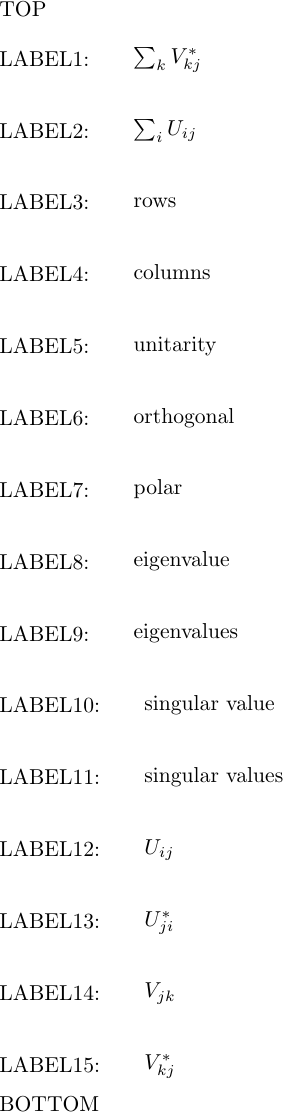 TOP
LABEL1: $\sum_k V_{kj}^*$
LABEL2: $\sum_i U_{ij}$
LABEL3: rows
LABEL4: columns
LABEL5: unitarity
LABEL6: orthogonal
LABEL7: polar
LABEL8: eigenvalue
LABEL9: eigenvalues
LABEL10: singular value
LABEL11: singular values
LABEL12: $U_{ij}$
LABEL13: $U_{ji}^*$
LABEL14: $V_{jk}$
LABEL15: $V_{kj}^*$
BOTTOM